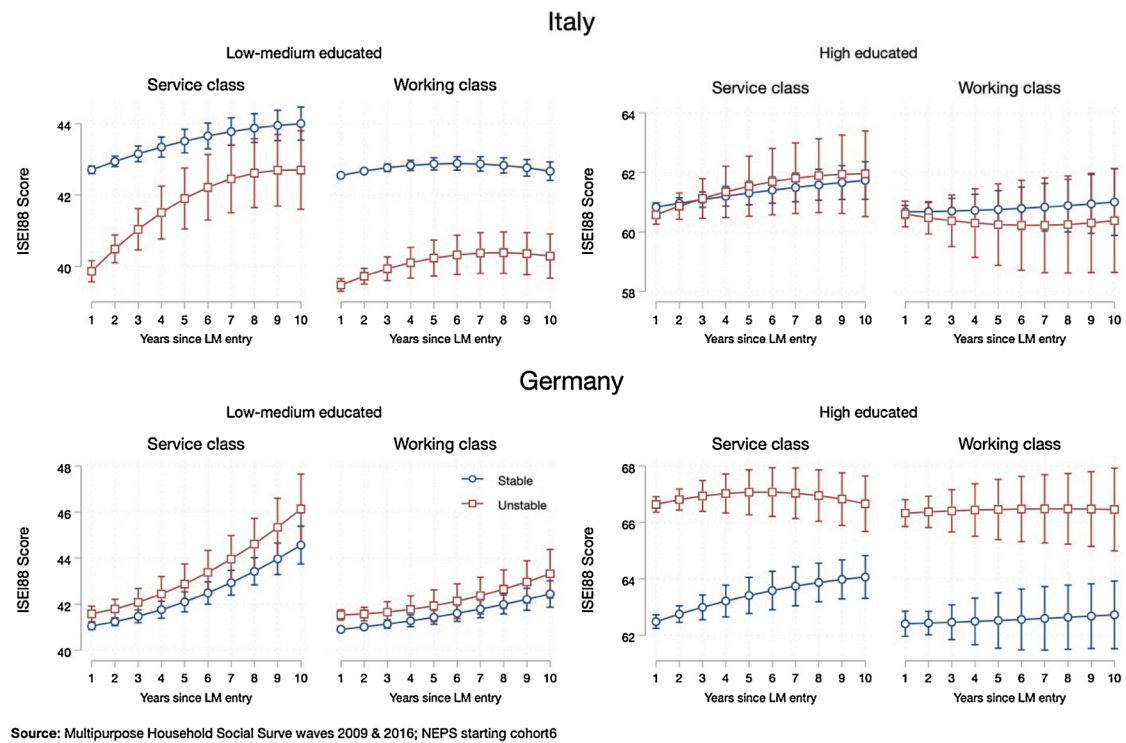 Italy
Low-medium educated
High educated
Service class
Working class
Service class
Working class
ISEI88 Score
44
42
40
1 2 3 4 5 6 7 8 9 10
Years since LM entry
1 2 3 4 5 6 7 8 9 10
Years since LM entry
ISEI88 Score
64
62
60
58
1 2 3 4 5 6 7 8 9 10
Years since LM entry
1 2 3 4 5 6 7 8 9 10
Years since LM entry
Germany
Low-medium educated
High educated
Service class
Working class
Service class
Working class
ISEI88 Score
48
46
44
42
40
1 2 3 4 5 6 7 8 9 10
Years since LM entry
Stable
Unstable
1 2 3 4 5 6 7 8 9 10
Years since LM entry
ISEI88 Score
68
66
64
62
1 2 3 4 5 6 7 8 9 10
Years since LM entry
1 2 3 4 5 6 7 8 9 10
Years since LM entry
Source: Multipurpose Household Social Surve waves 2009 & 2016; NEPS starting cohort6